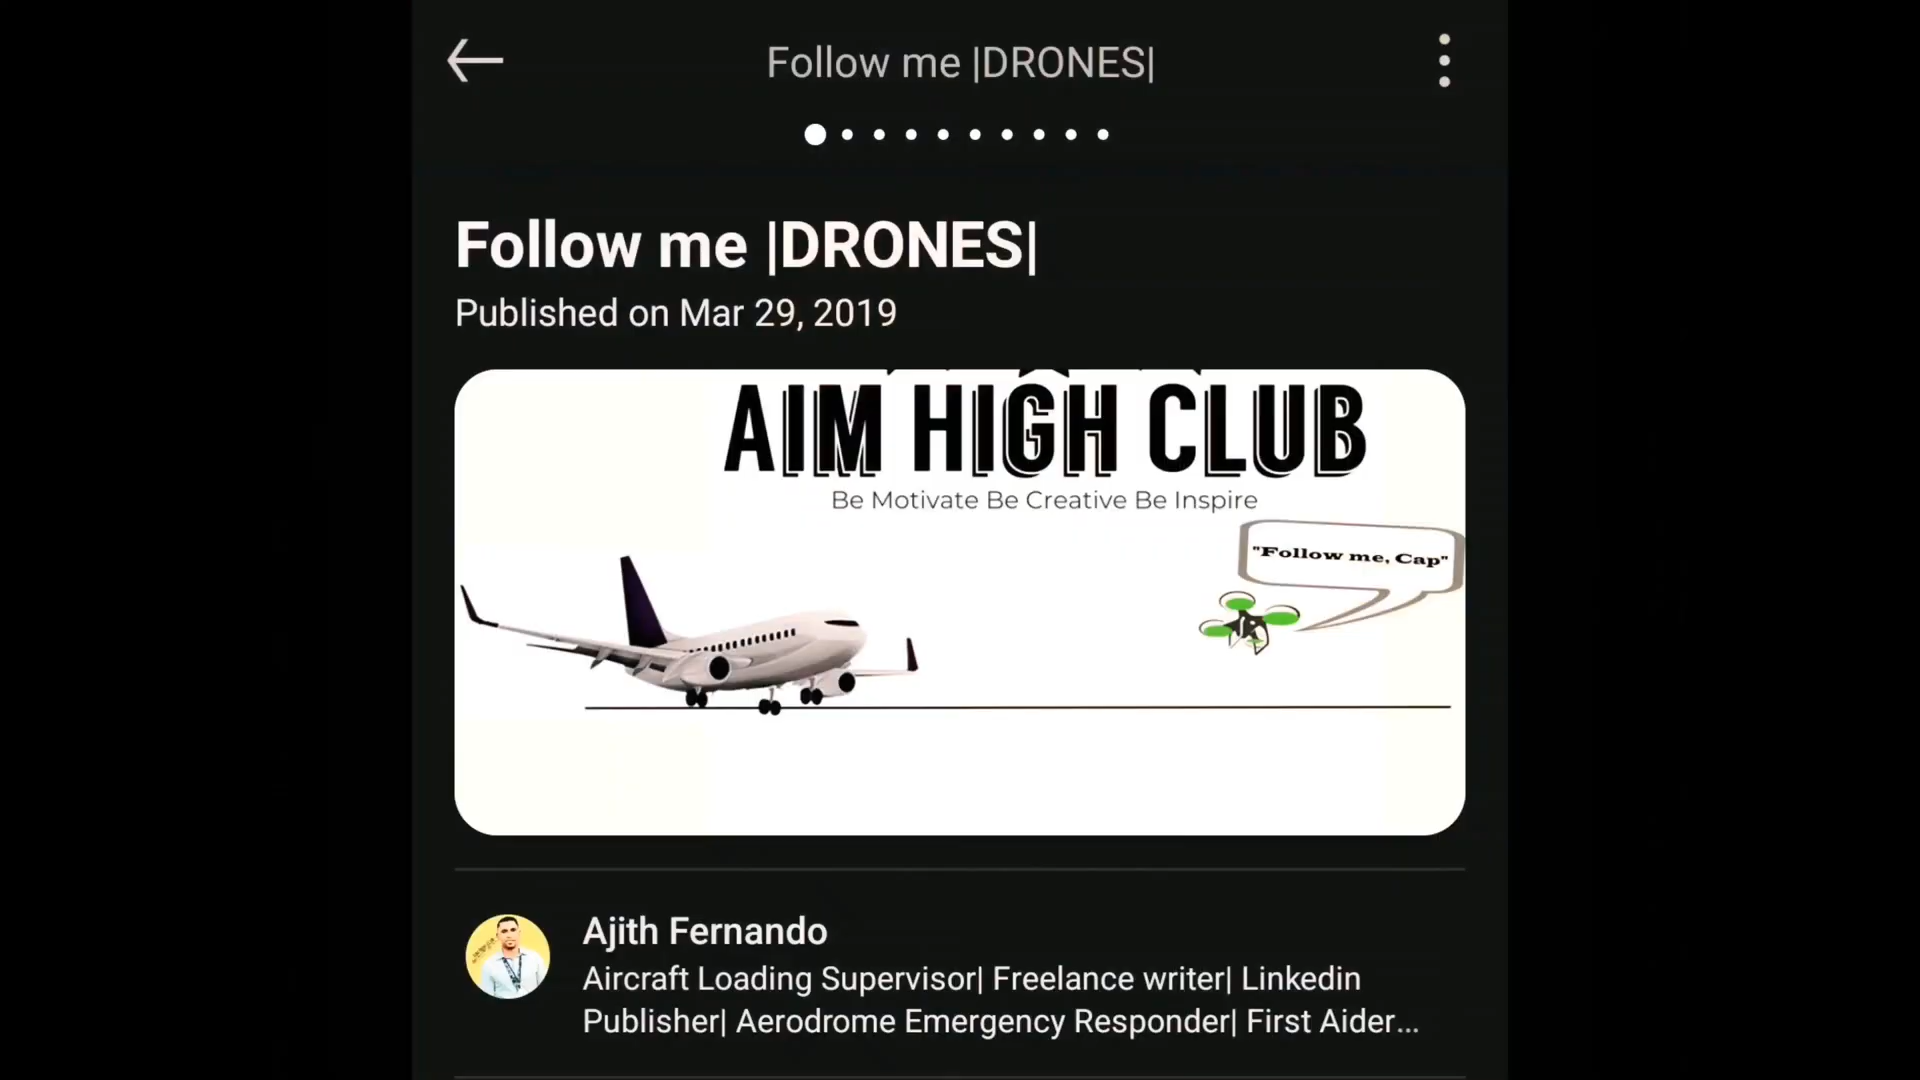 Follow me |DRONES|
Follow me |DRONES|
Published on Mar 29, 2019
AIM HIGH CLUB
Be Motivate Be Creative Be Inspire
"Follow me, Cap"
Ajith Fernando
Aircraft Loading Supervisor| Freelance writer| Linkedin
Publisher| Aerodrome Emergency Responder| First Aider...